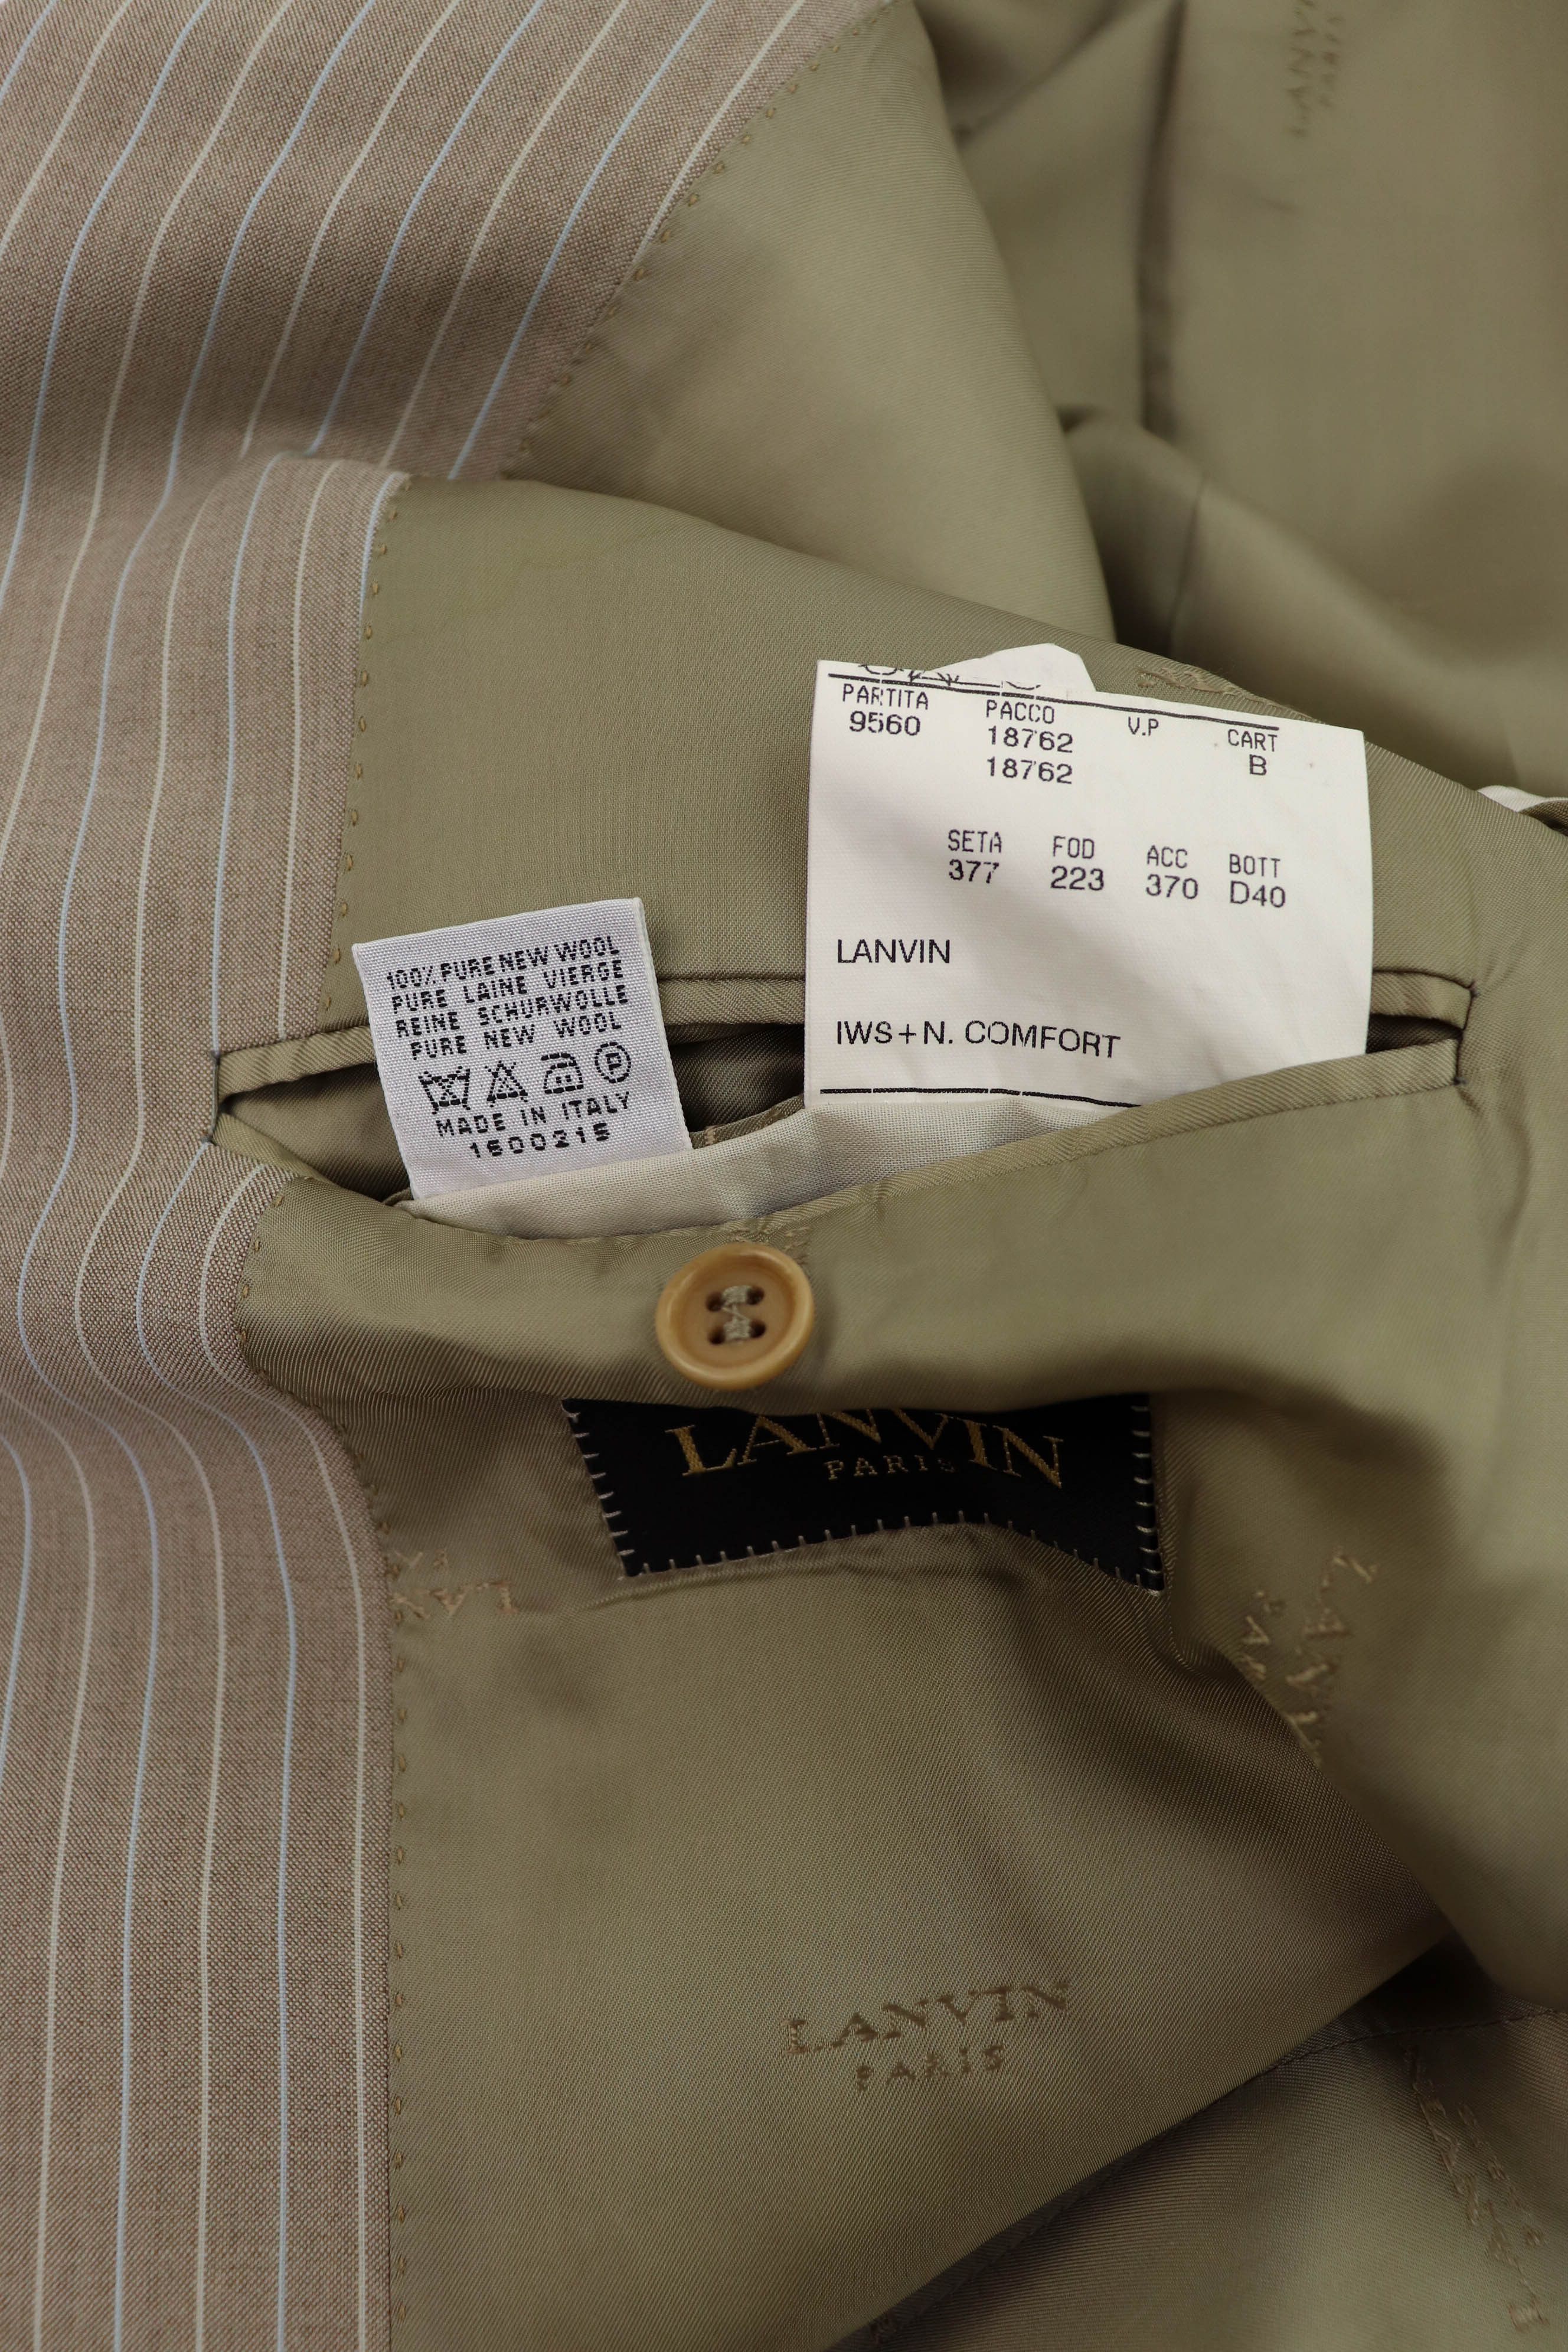 PARTITA PACCO V.P CART
9560 18762 B
18762
SETA FOD ACC BOTT
377 223 370 D40
LANVIN
IWS+N. COMFORT
100% PURE NEW WOOL
PURE LAINE VIERGE
REINE SCHURWOLLE
PURE NEW WOOL
P
MADE IN ITALY
1600215
LANVIN
PARIS
LANVIN
PARIS